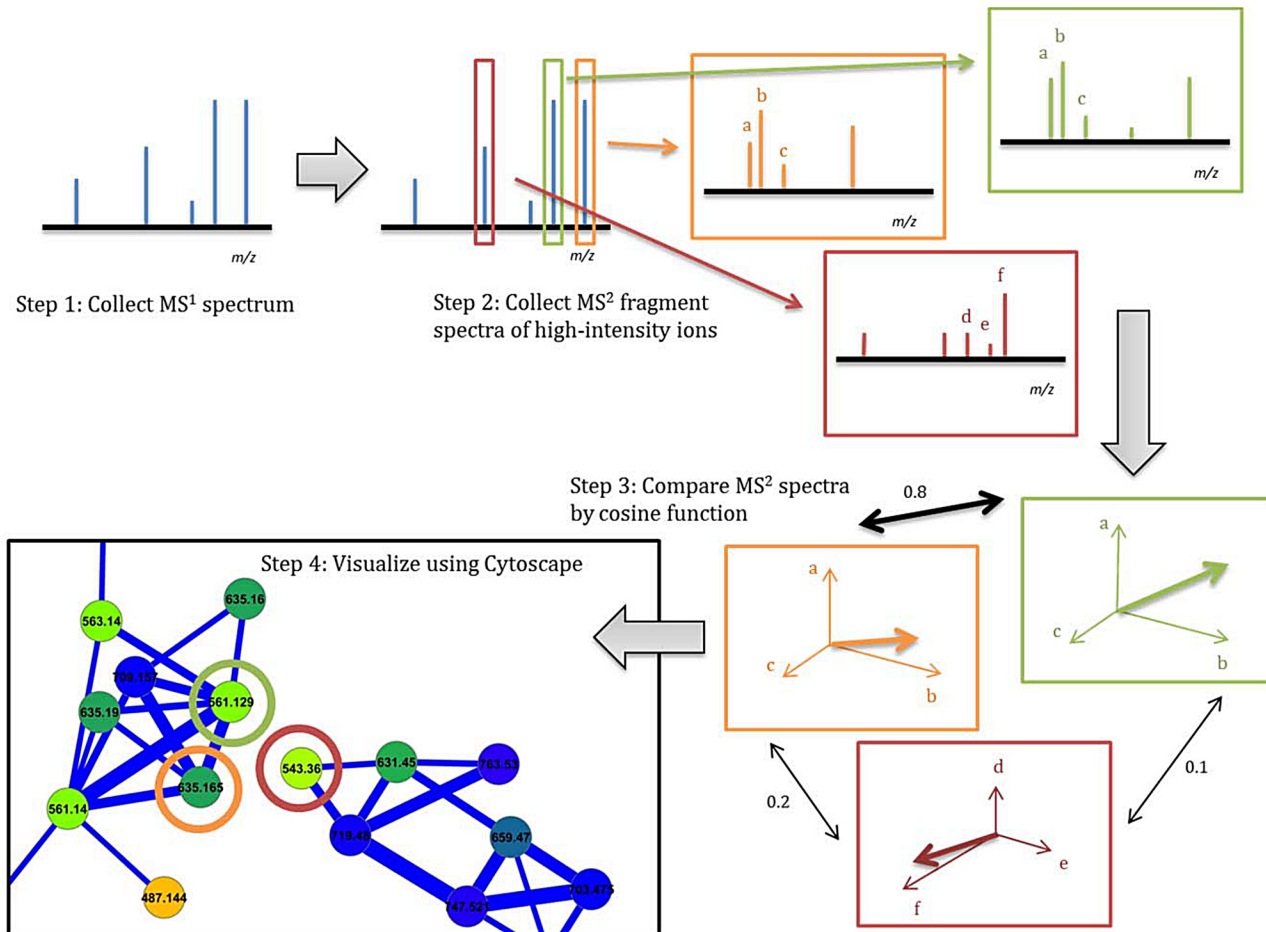 a
b
c
m/z
a
b
c
m/z
m/z
m/z
Step 1: Collect MS¹ spectrum
Step 2: Collect MS² fragment
spectra of high-intensity ions
d
e
f
m/z
Step 3: Compare MS² spectra
by cosine function
0.8
a
b
c
a
b
c
0.2
0.1
d
e
f
Step 4: Visualize using Cytoscape
635.16
563.14
709.157
561.129
635.19
635.165
561.14
487.144
543.36
631.45
763.53
719.48
659.47
747.521
703.475